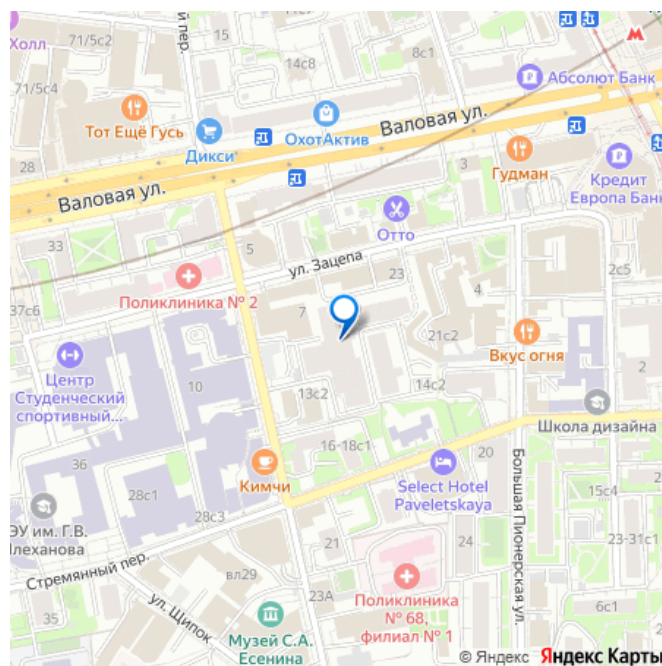 Холл
71/5с2
й пер.
14с8
8с1
М
71/5с4
Абсолют Банк
Тот Ещё Гусь
Дикси
ОхотАктив
Валовая ул.
28
3
Гудман
Кредит
Европа Банк
Валовая ул.
33
5
Отто
ул. Зацепа
23
2с5
37с6
Поликлиника № 2
7
21с2
Вкус огня
Центр
Студенческий
спортивный...
10
13с2
14с2
Школа дизайна
36
16-18с1
Кимчи
Select Hotel
Paveletskaya
20
Большая Пионерская ул.
15с4
28с1
28с3
ЭУ им. Г.В.
Плеханова
21
24
23-31с1
Стремянный пер.
вл29
23А
Поликлиника
№ 68,
филиал № 1
35
ул. Щипок
6с1
Музей С.А.
Есенина
© Яндекс Яндекс Карты